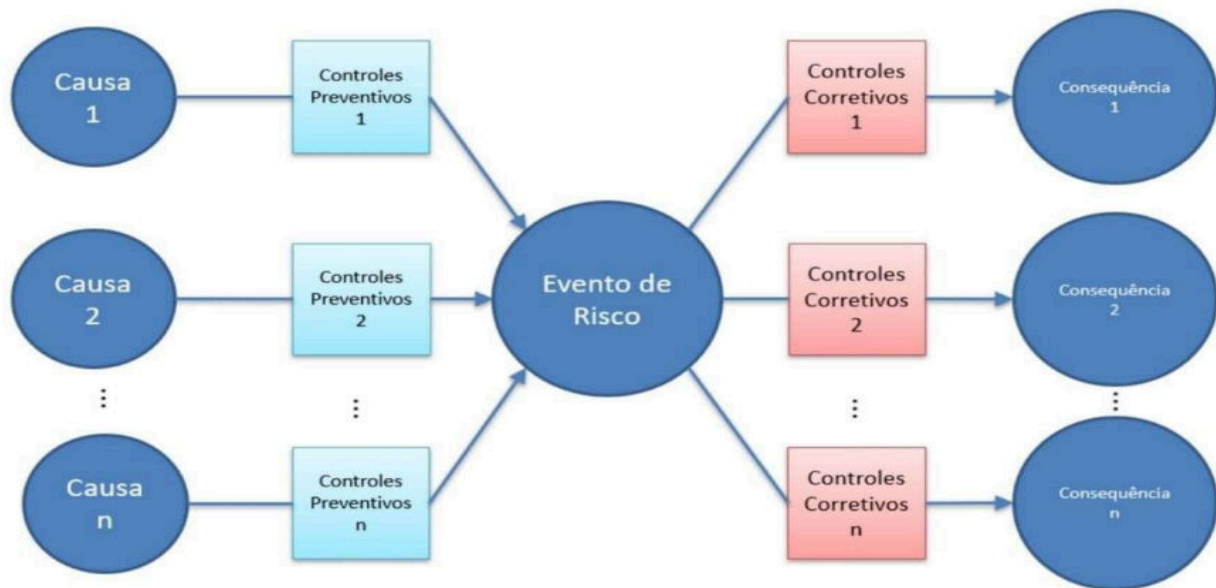 Causa
1
Controles
Preventivos
1
Controles
Corretivos
1
Consequência
1
Causa
2
Controles
Preventivos
2
Evento de
Risco
Controles
Corretivos
2
Consequência
2
...
...
...
...
Causa
n
Controles
Preventivos
n
Controles
Corretivos
n
Consequência
n